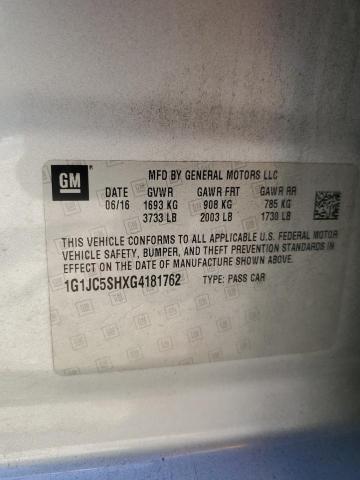 GM
MFD BY GENERAL MOTORS LLC
DATE GVWR GAWR FRT GAWR RR
06/16 1693 KG 908 KG 785 KG
3733 LB 2003 LB 1730 LB
THIS VEHICLE CONFORMS TO ALL APPLICABLE U.S. FEDERAL MOTOR
VEHICLE SAFETY, BUMPER, AND THEFT PREVENTION STANDARDS IN
EFFECT ON THE DATE OF MANUFACTURE SHOWN ABOVE.
1G1JC5SHXG4181762 TYPE: PASS CAR